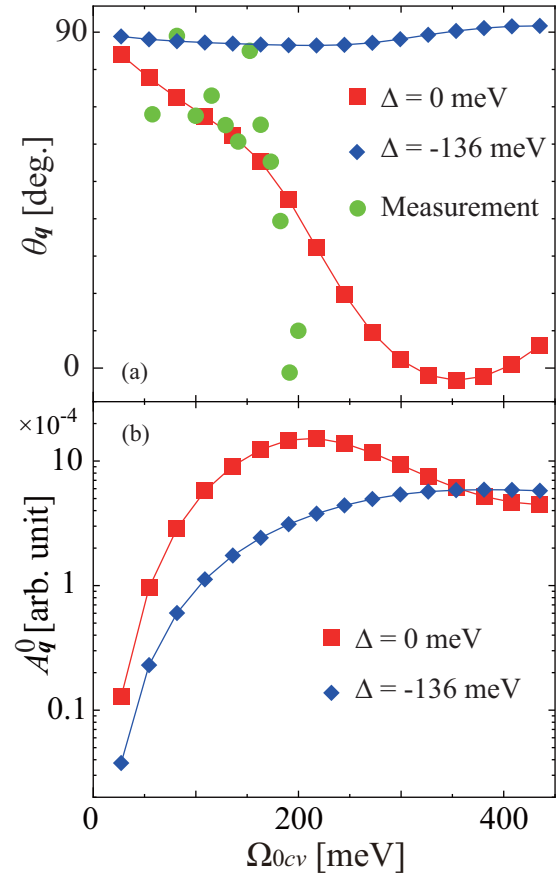 90
Δ = 0 meV
Δ = -136 meV
Measurement
θq [deg.]
0
(a)
×10⁻⁴
(b)
10
1
0.1
A⁰q [arb. unit]
Δ = 0 meV
Δ = -136 meV
0 200 400
Ω0cv [meV]